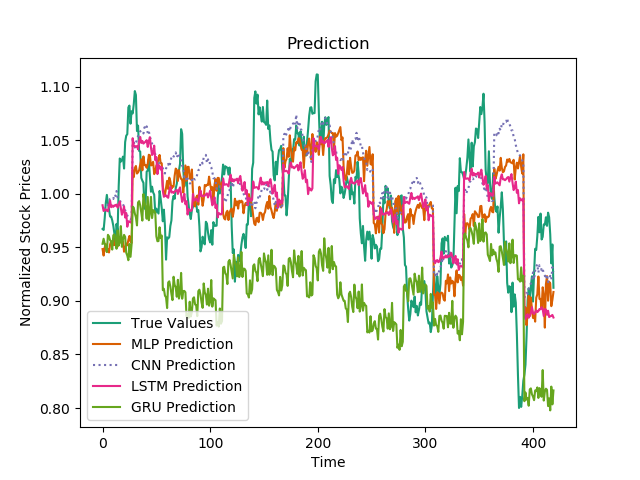 Prediction
Normalized Stock Prices
1.10
1.05
1.00
0.95
0.90
0.85
0.80
True Values
MLP Prediction
CNN Prediction
LSTM Prediction
GRU Prediction
0 100 200 300 400
Time